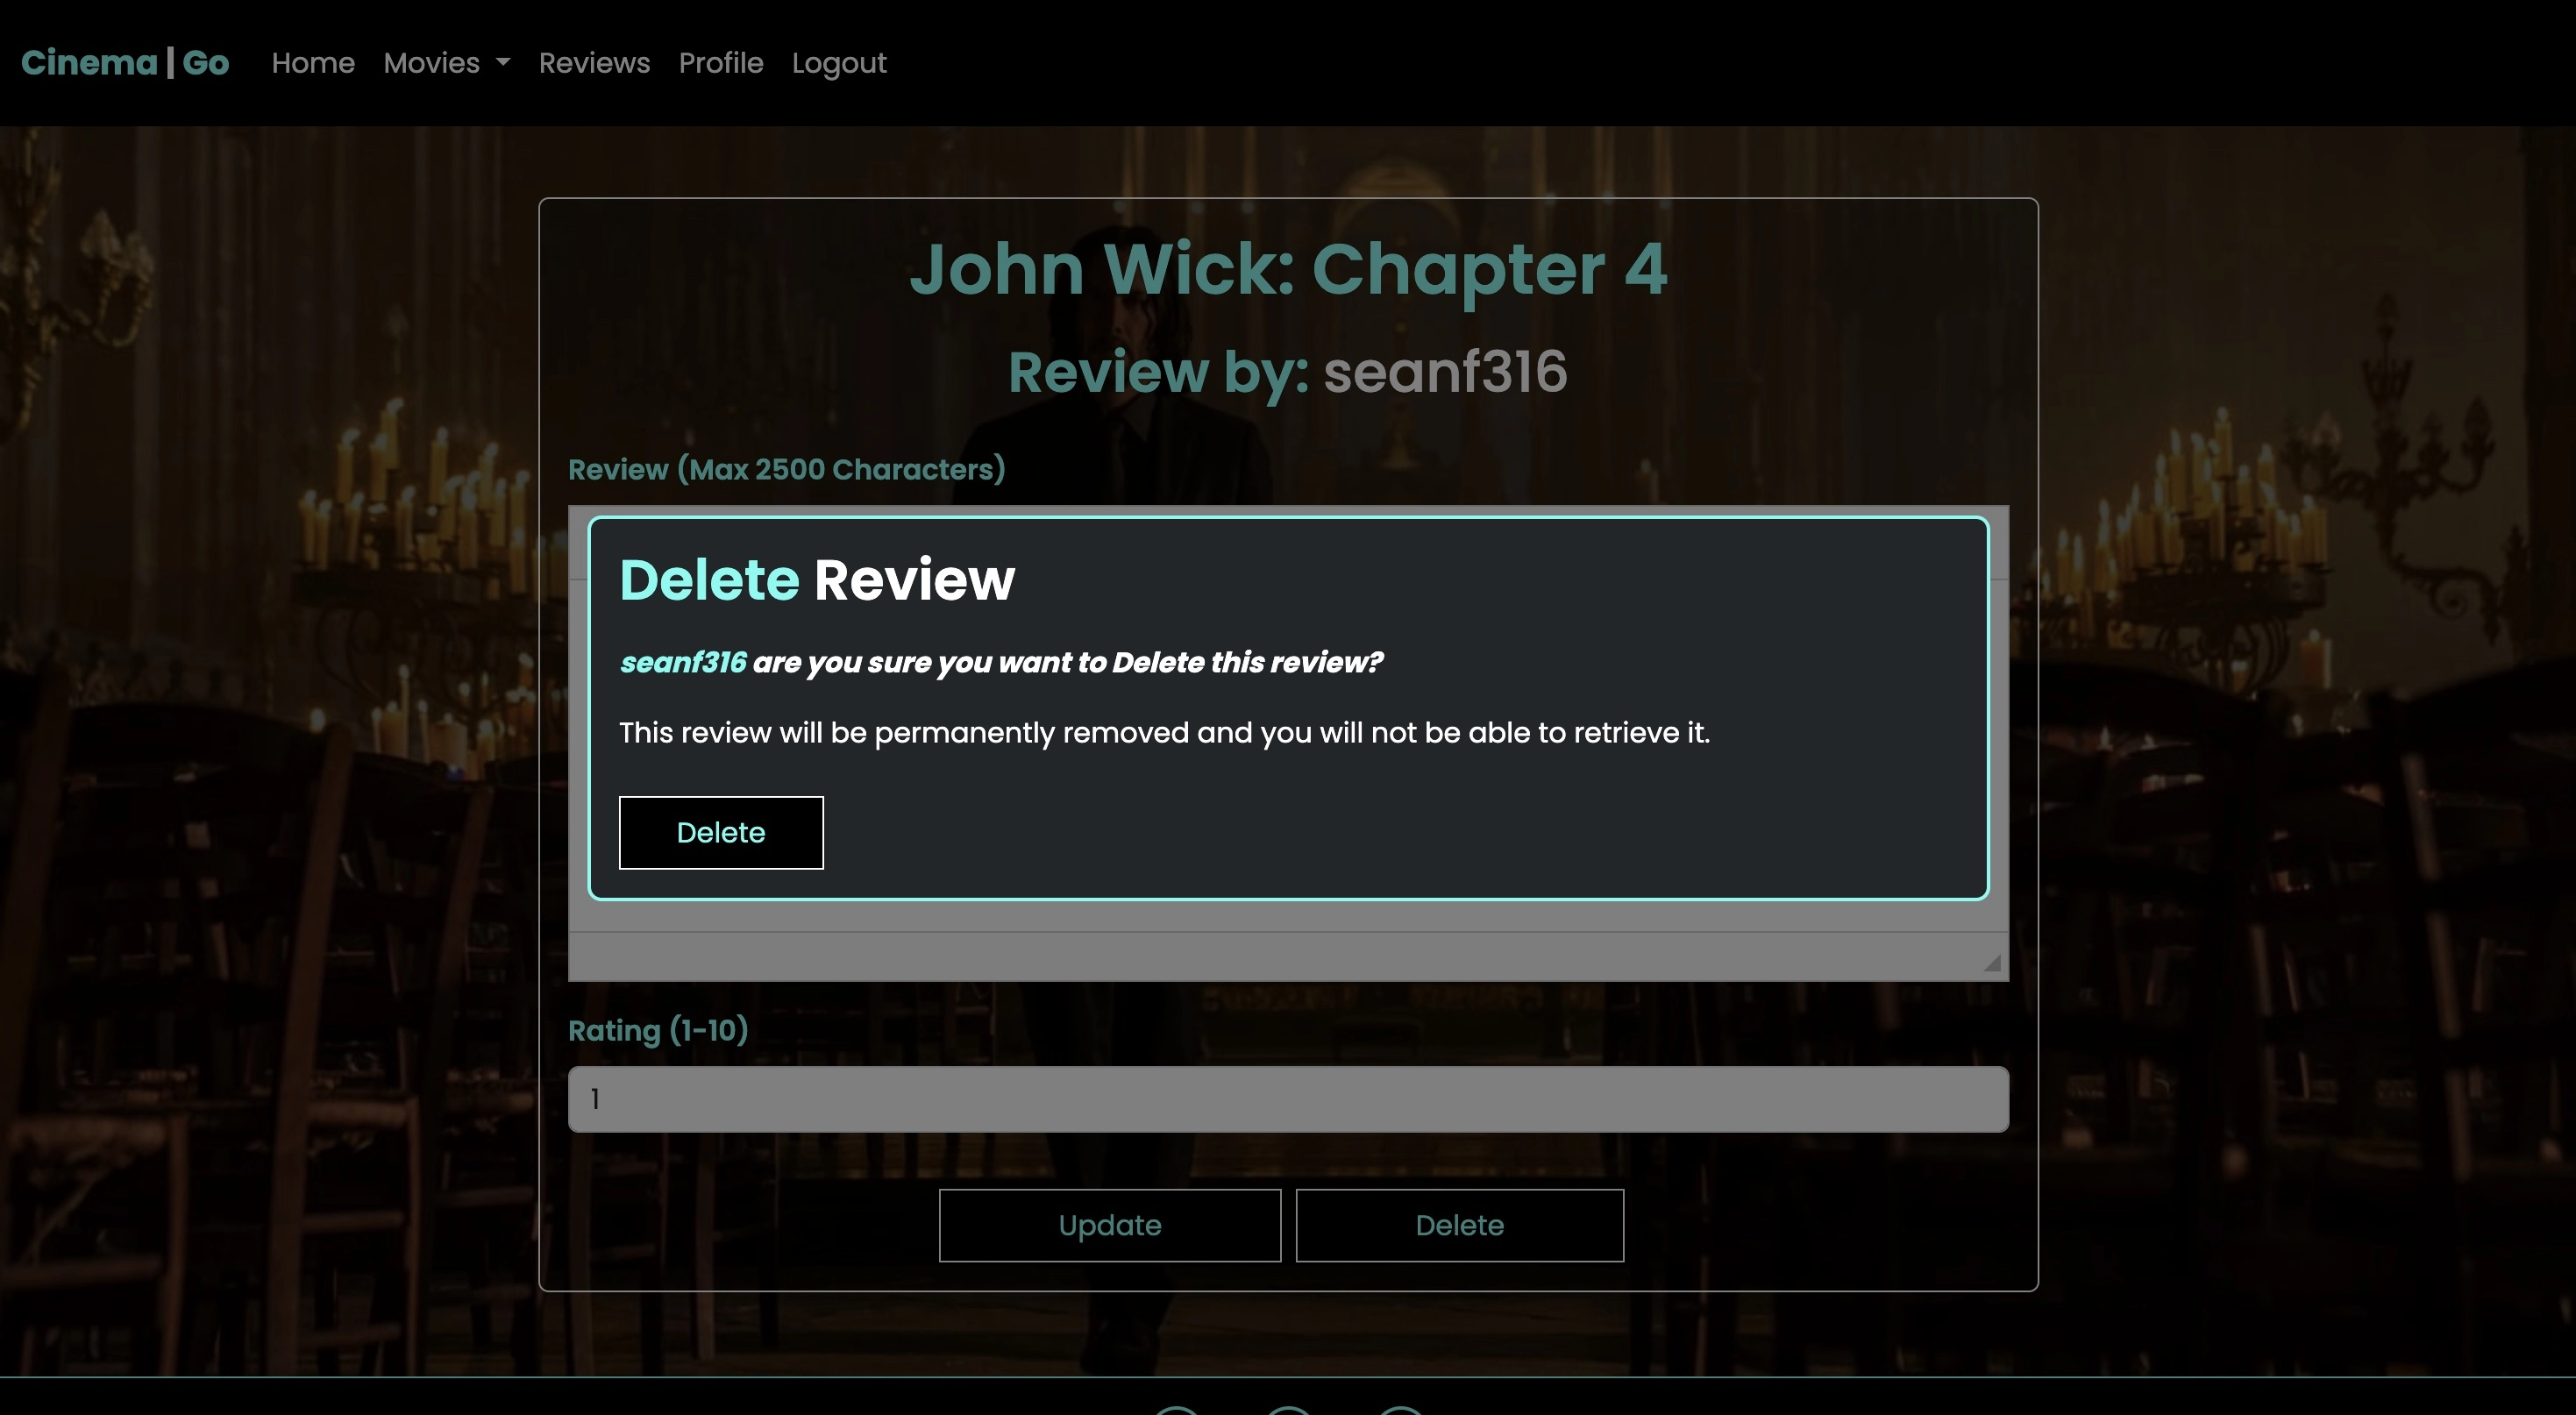 Cinema | Go Home Movies Reviews Profile Logout
John Wick: Chapter 4
Review by: seanf316
Review (Max 2500 Characters)
Delete Review
seanf316 are you sure you want to Delete this review?
This review will be permanently removed and you will not be able to retrieve it.
Delete
Rating (1-10)
1
Update Delete